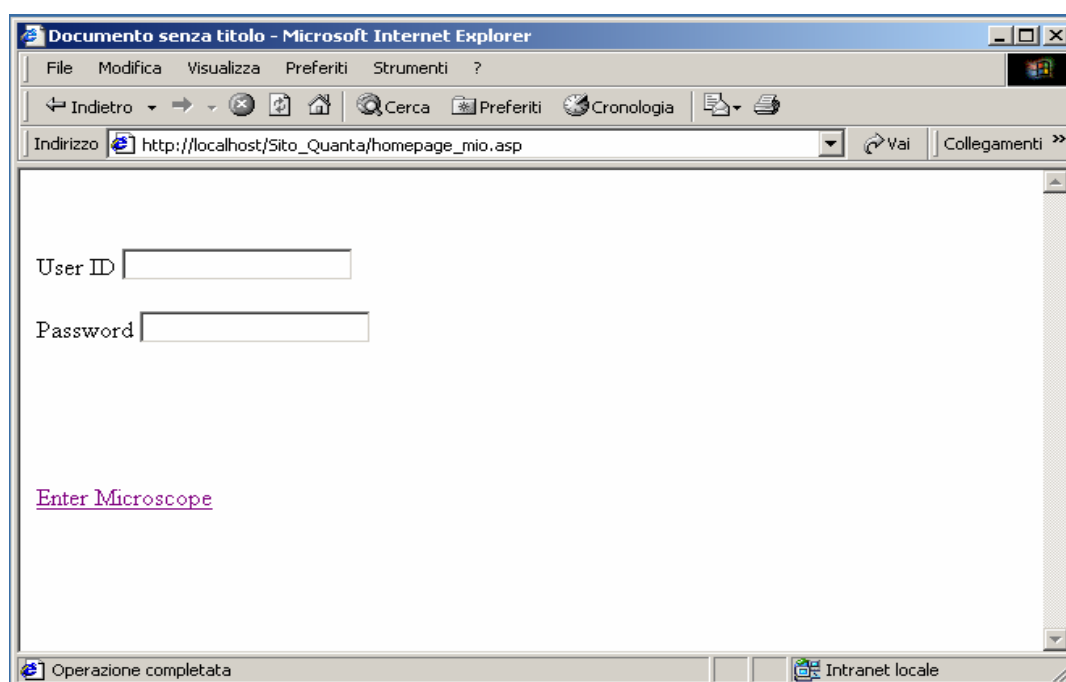 Documento senza titolo - Microsoft Internet Explorer
File Modifica Visualizza Preferiti Strumenti ?
Indietro Cerca Preferiti Cronologia
Indirizzo http://localhost/Sito_Quanta/homepage_mio.asp Vai Collegamenti »
User ID
Password
Enter Microscope
Operazione completata Intranet locale